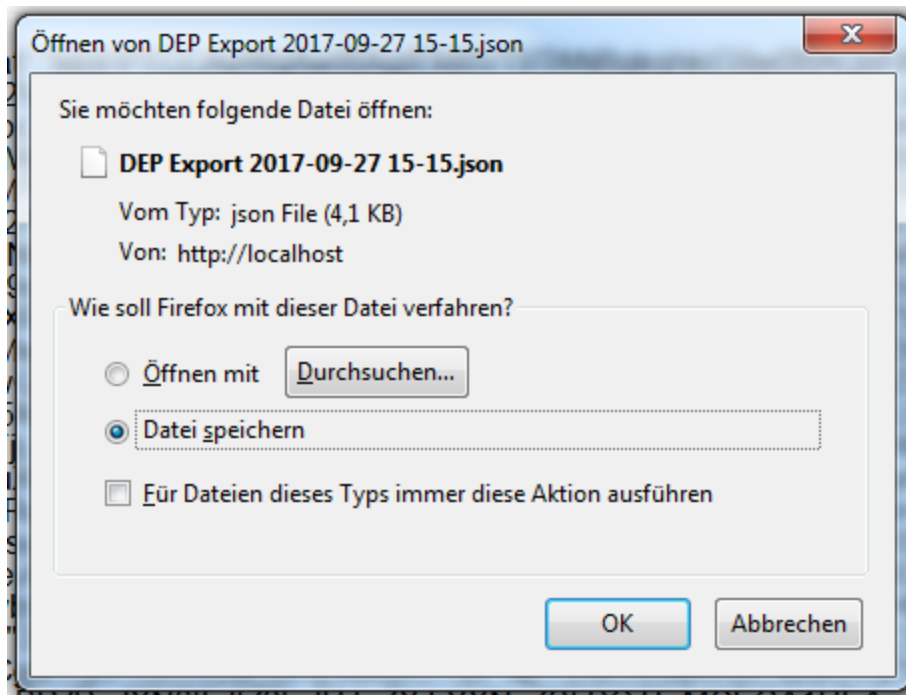 Öffnen von DEP Export 2017-09-27 15-15.json
Sie möchten folgende Datei öffnen:
DEP Export 2017-09-27 15-15.json
Vom Typ: json File (4,1 KB)
Von: http://localhost
Wie soll Firefox mit dieser Datei verfahren?
Öffnen mit Durchsuchen...
Datei speichern
Für Dateien dieses Typs immer diese Aktion ausführen
OK Abbrechen